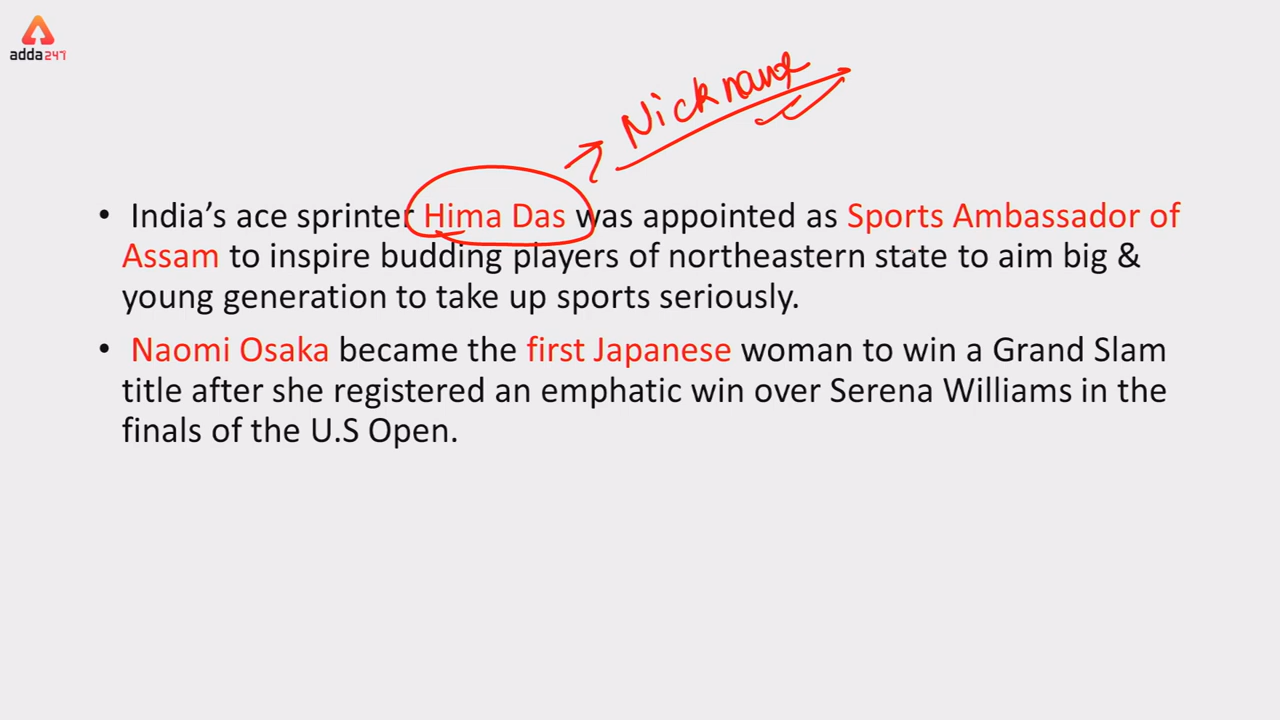 adda247
Nickname
• India’s ace sprinter Hima Das was appointed as Sports Ambassador of
Assam to inspire budding players of northeastern state to aim big &
young generation to take up sports seriously.
• Naomi Osaka became the first Japanese woman to win a Grand Slam
title after she registered an emphatic win over Serena Williams in the
finals of the U.S Open.